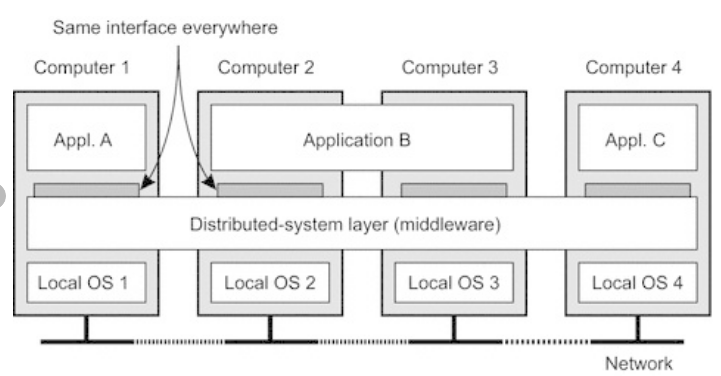 Same interface everywhere
Computer 1
Computer 2
Computer 3
Computer 4
Appl. A
Application B
Appl. C
Distributed-system layer (middleware)
Local OS 1
Local OS 2
Local OS 3
Local OS 4
Network